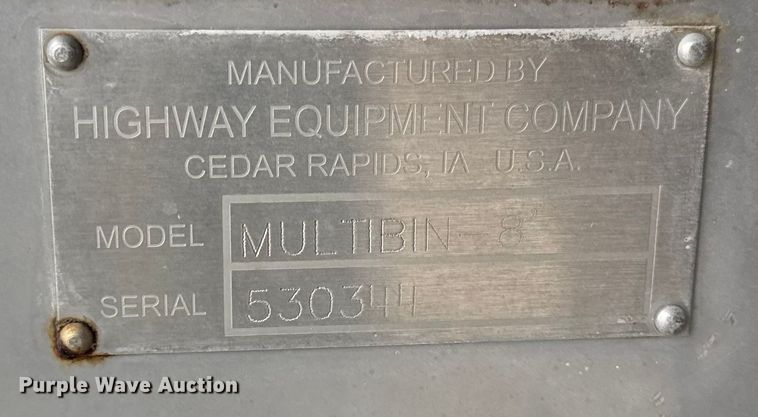 MANUFACTURED BY
HIGHWAY EQUIPMENT COMPANY
CEDAR RAPIDS, IA U.S.A.
MODEL MULTIBIN-8"
SERIAL 530344
Purple Wave Auction